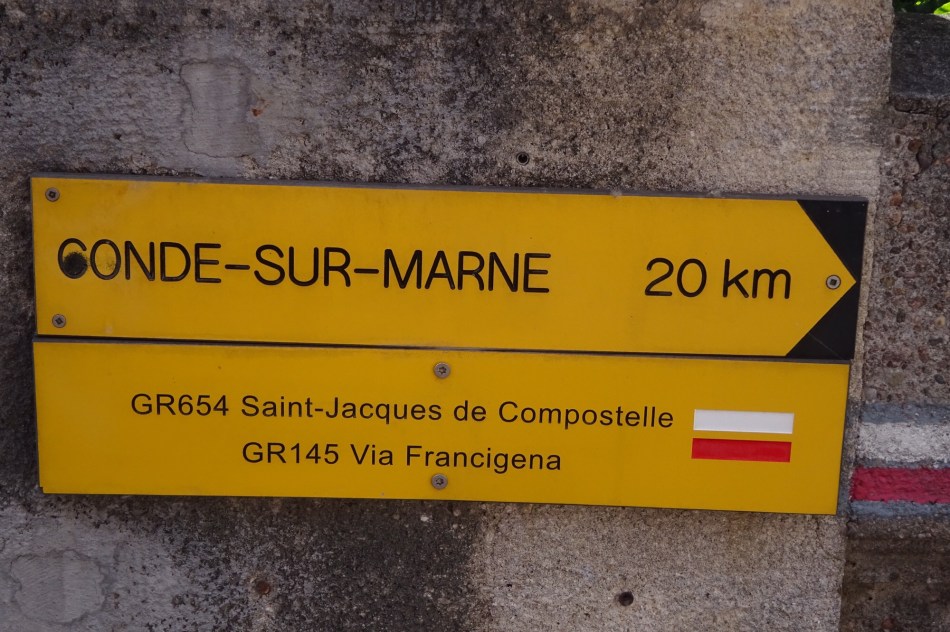 CONDE-SUR-MARNE 20 km
GR654 Saint-Jacques de Compostelle
GR145 Via Francigena